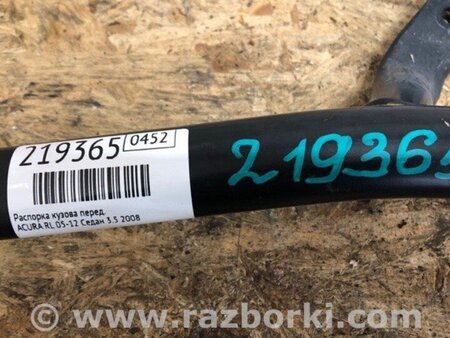 219365 0452
219365
Распорка кузова перед.
ACURA RL 05-12 Седан 3.5 2008
www.razborki.com